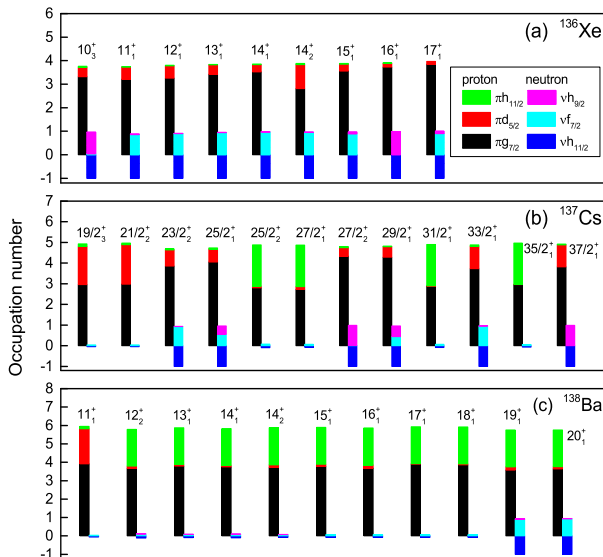 (a) ¹³⁶Xe
10₃⁺ 11₁⁺ 12₁⁺ 13₁⁺ 14₁⁺ 14₂⁺ 15₁⁺ 16₁⁺ 17₁⁺
proton neutron
πh₁₁/₂ νh₉/₂
πd₅/₂ νf₇/₂
πg₇/₂ νh₁₁/₂
6
5
4
3
2
1
0
-1
(b) ¹³⁷Cs
19/2₃⁺ 21/2₂⁺ 23/2₂⁺ 25/2₁⁺ 25/2₂⁺ 27/2₁⁺ 27/2₂⁺ 29/2₁⁺ 31/2₁⁺ 33/2₁⁺ 35/2₁⁺ 37/2₁⁺
7
6
5
4
3
2
1
0
-1
Occupation number
(c) ¹³⁸Ba
11₁⁺ 12₂⁺ 13₁⁺ 14₁⁺ 14₂⁺ 15₁⁺ 16₁⁺ 17₁⁺ 18₁⁺ 19₁⁺ 20₁⁺
8
7
6
5
4
3
2
1
0
-1